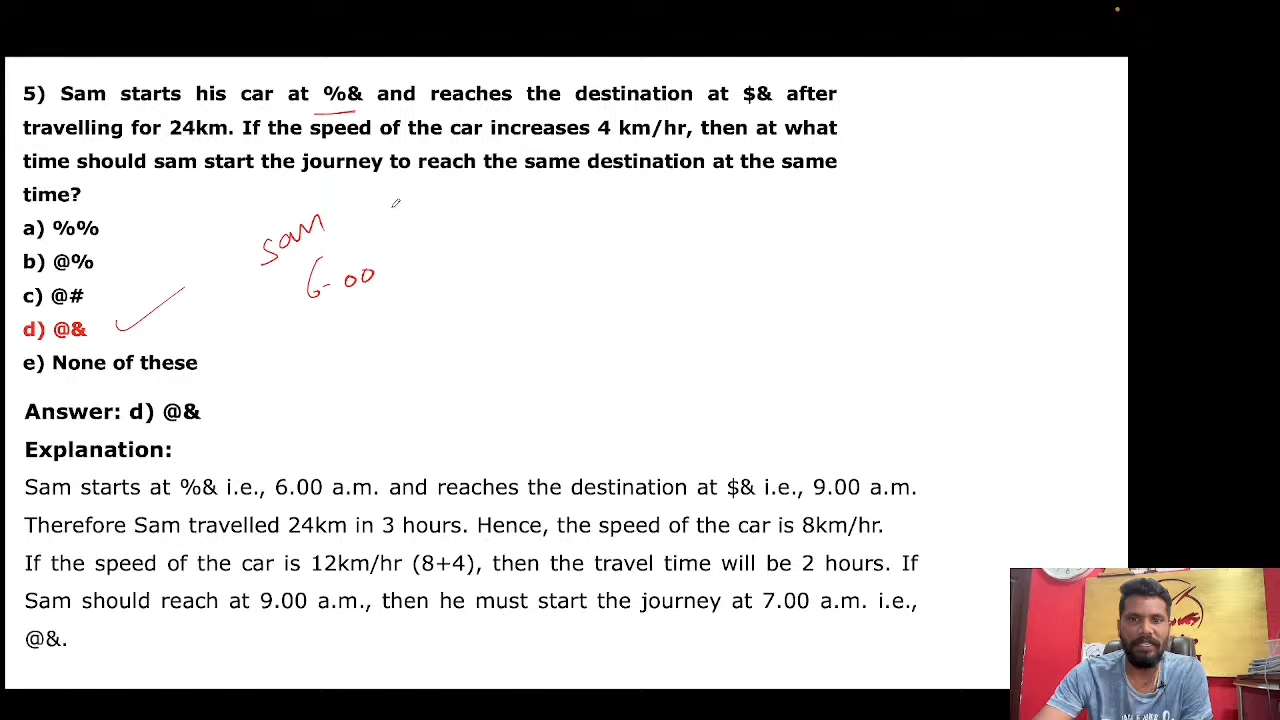 5) Sam starts his car at %& and reaches the destination at $& after
travelling for 24km. If the speed of the car increases 4 km/hr, then at what
time should sam start the journey to reach the same destination at the same
time?
a) %%
b) @%
c) @#
d) @&
e) None of these
sam
6-00
Answer: d) @&
Explanation:
Sam starts at %& i.e., 6.00 a.m. and reaches the destination at $& i.e., 9.00 a.m.
Therefore Sam travelled 24km in 3 hours. Hence, the speed of the car is 8km/hr.
If the speed of the car is 12km/hr (8+4), then the travel time will be 2 hours. If
Sam should reach at 9.00 a.m., then he must start the journey at 7.00 a.m. i.e.,
@&.